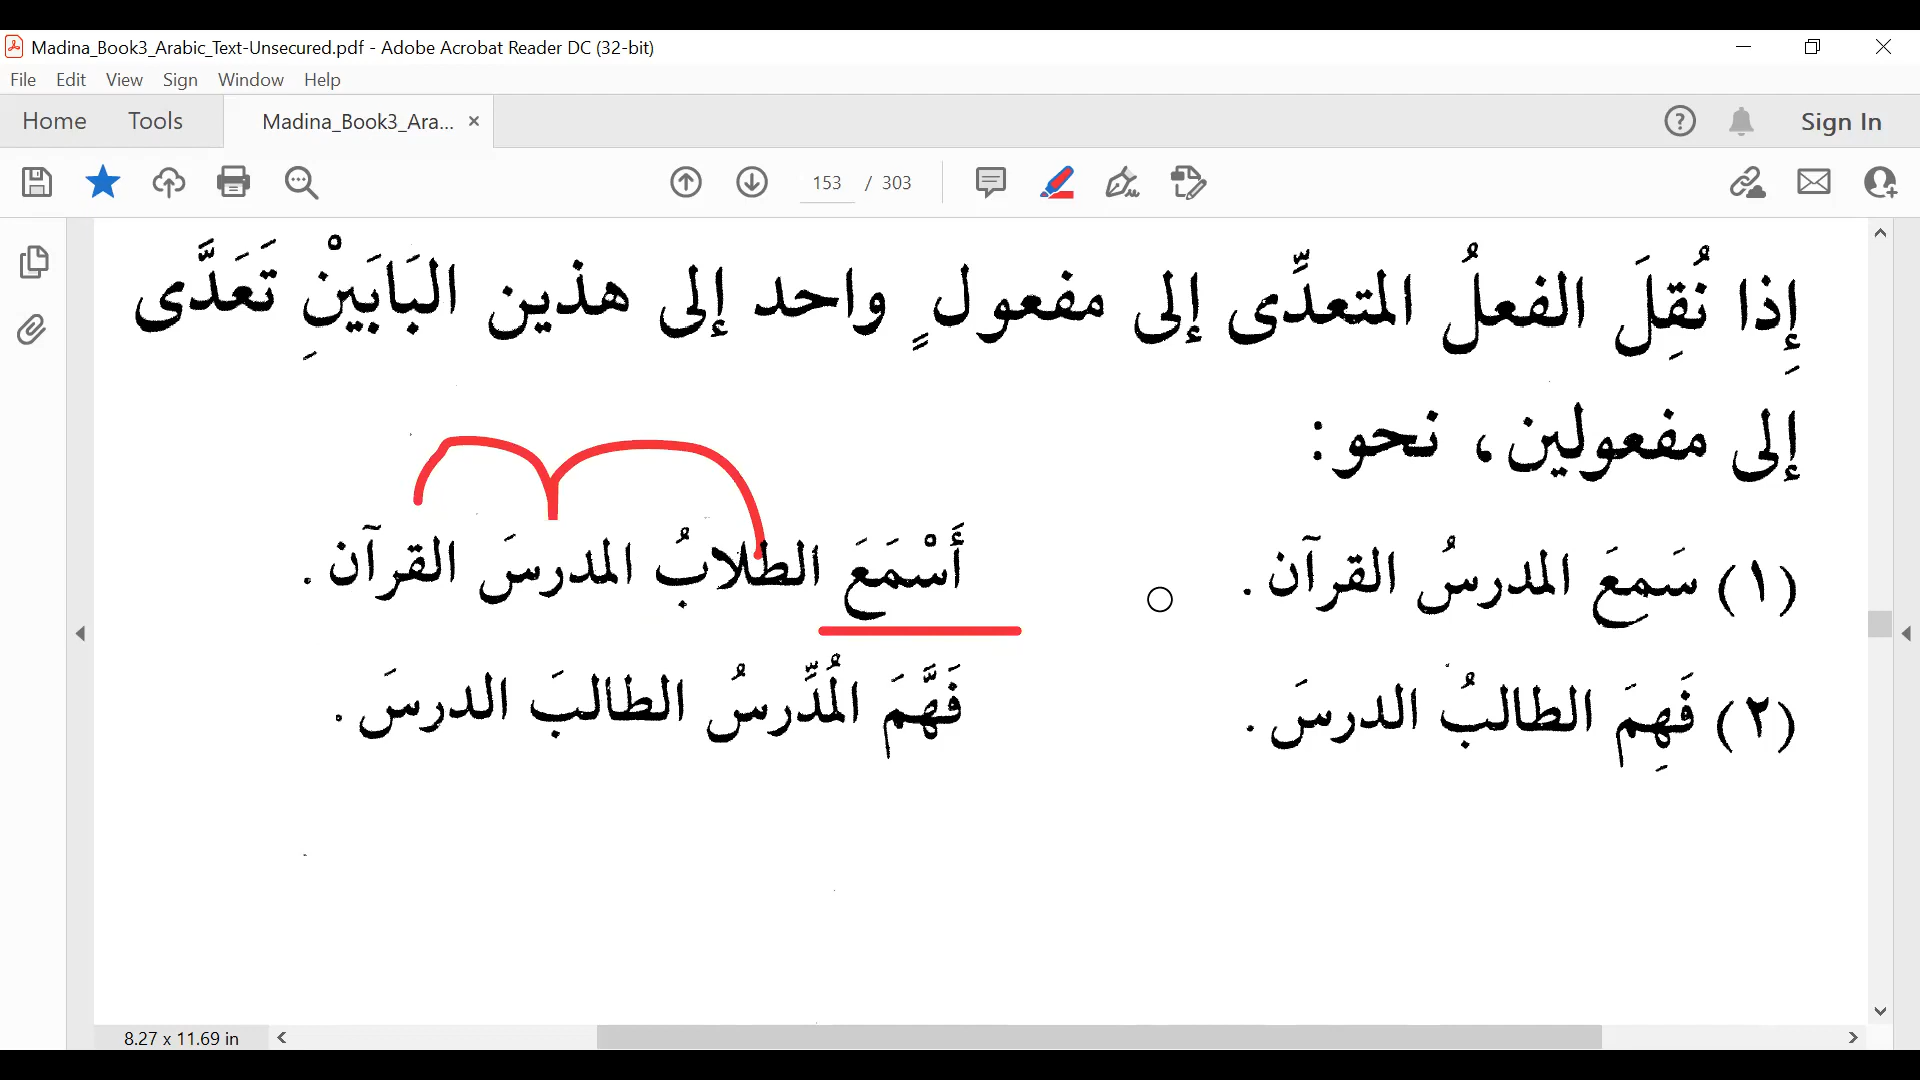 Madina_Book3_Arabic_Text-Unsecured.pdf - Adobe Acrobat Reader DC (32-bit)
File Edit View Sign Window Help
Home Tools Madina_Book3_Ara... × Sign In
153 / 303
إِذا نُقِلَ الفعلُ المتعدِّى إلى مفعولٍ واحد إلى هذين البَابَيْنِ تَعَدَّى
إلى مفعولين، نحو:
(١) سَمِعَ المدرسُ القرآن. أَسْمَعَ الطلابُ المدرسَ القرآن.
(٢) فَهِمَ الطالبُ الدرسَ. فَهَّمَ المُدِّرسُ الطالبَ الدرسَ.
8.27 x 11.69 in